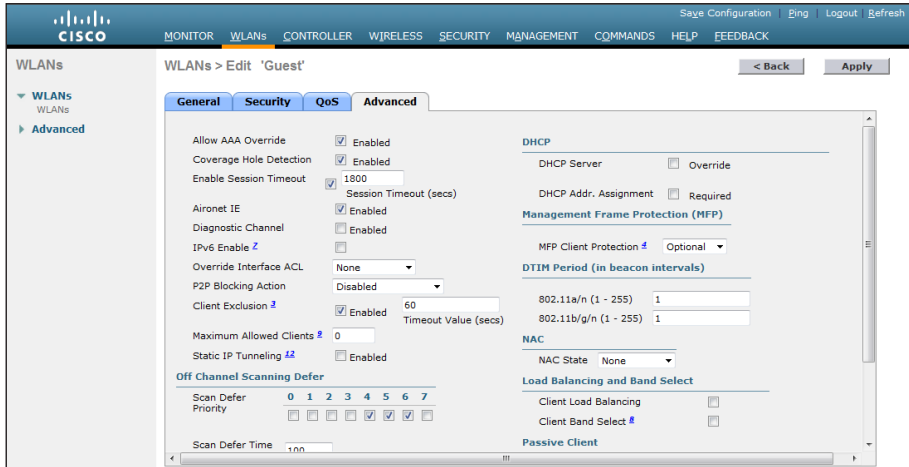 Save Configuration Ping Logout Refresh
CISCO
MONITOR WLANs CONTROLLER WIRELESS SECURITY MANAGEMENT COMMANDS HELP FEEDBACK
WLANs
WLANs > Edit 'Guest'
< Back Apply
WLANs
WLANs
Advanced
General Security QoS Advanced
Allow AAA Override Enabled
Coverage Hole Detection Enabled
Enable Session Timeout 1800
Session Timeout (secs)
Aironet IE Enabled
Diagnostic Channel Enabled
IPv6 Enable 7
Override Interface ACL None
P2P Blocking Action Disabled
Client Exclusion 3 Enabled 60
Timeout Value (secs)
Maximum Allowed Clients 9 0
Static IP Tunneling 12 Enabled
Off Channel Scanning Defer
Scan Defer Priority 0 1 2 3 4 5 6 7
Scan Defer Time 100
DHCP
DHCP Server Override
DHCP Addr. Assignment Required
Management Frame Protection (MFP)
MFP Client Protection 4 Optional
DTIM Period (in beacon intervals)
802.11a/n (1 - 255) 1
802.11b/g/n (1 - 255) 1
NAC
NAC State None
Load Balancing and Band Select
Client Load Balancing
Client Band Select 8
Passive Client